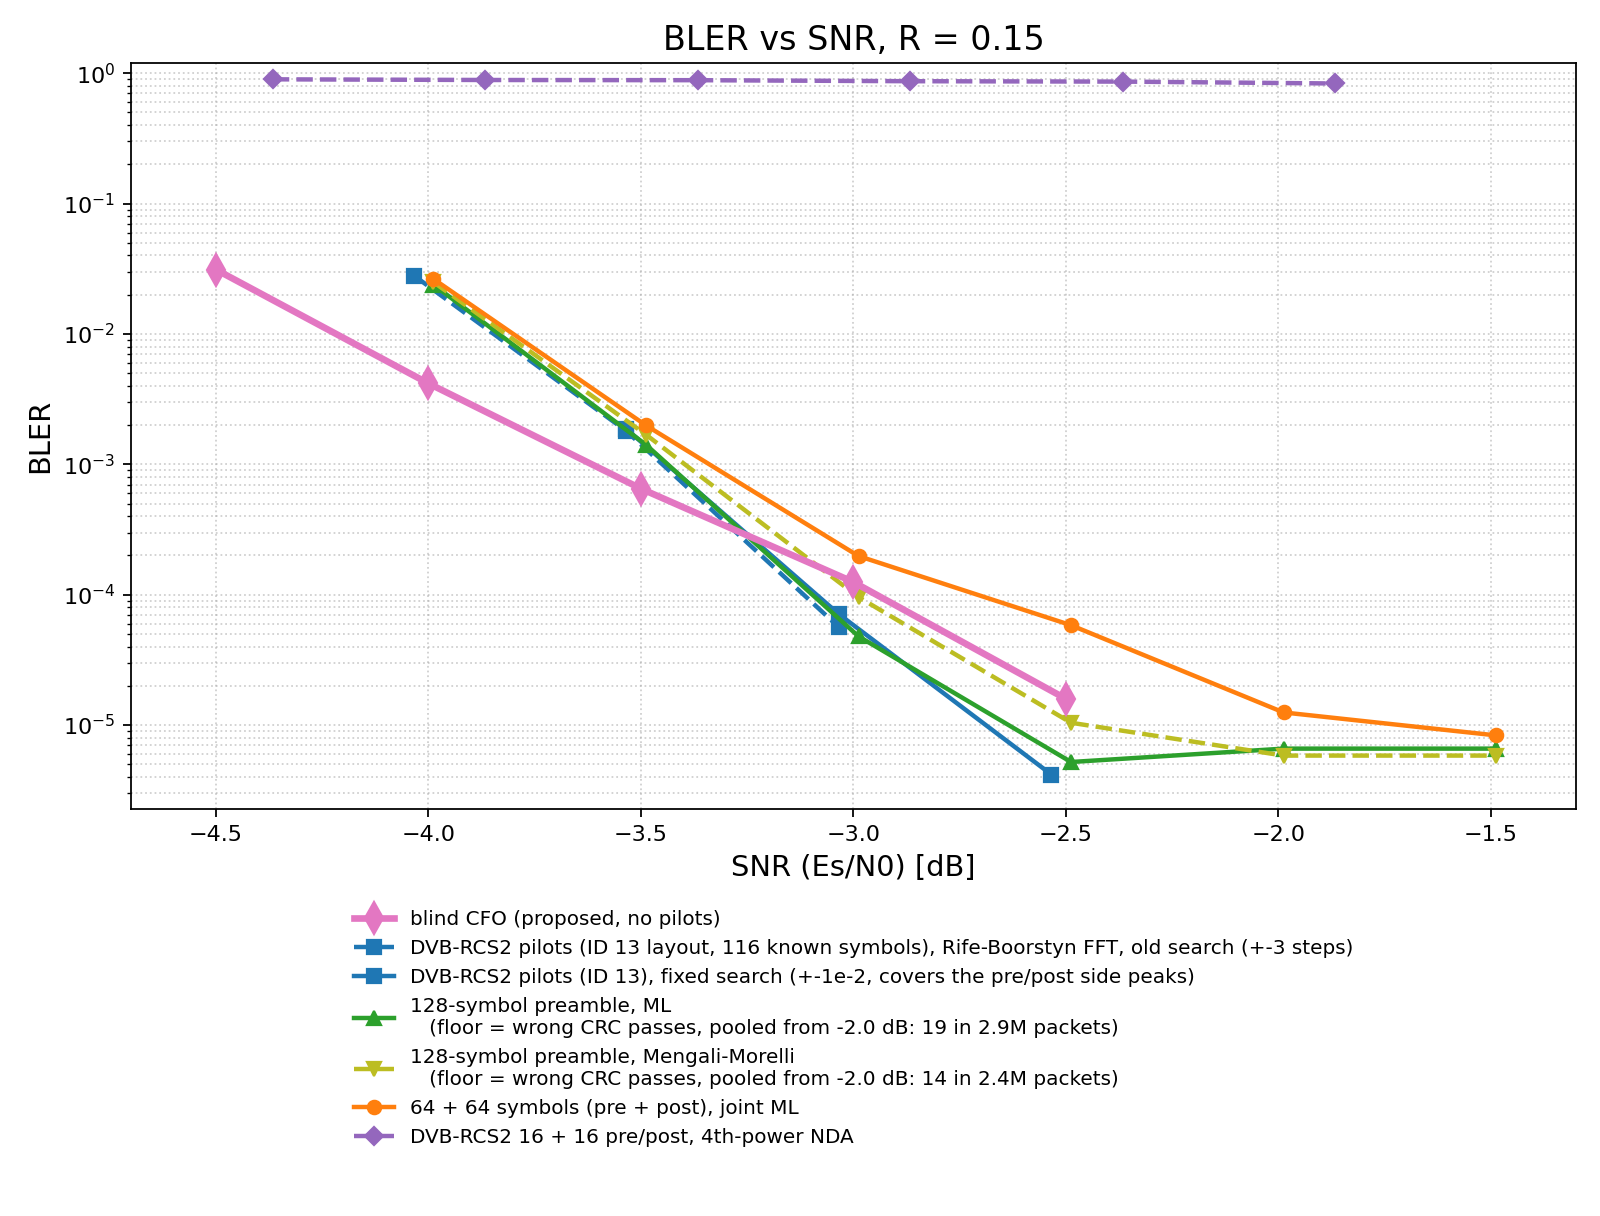 BLER vs SNR, R = 0.15
10⁰
10⁻¹
10⁻²
10⁻³
10⁻⁴
10⁻⁵
BLER
−4.5 −4.0 −3.5 −3.0 −2.5 −2.0 −1.5
SNR (Es/N0) [dB]
blind CFO (proposed, no pilots)
DVB-RCS2 pilots (ID 13 layout, 116 known symbols), Rife-Boorstyn FFT, old search (+-3 steps)
DVB-RCS2 pilots (ID 13), fixed search (+-1e-2, covers the pre/post side peaks)
128-symbol preamble, ML
(floor = wrong CRC passes, pooled from -2.0 dB: 19 in 2.9M packets)
128-symbol preamble, Mengali-Morelli
(floor = wrong CRC passes, pooled from -2.0 dB: 14 in 2.4M packets)
64 + 64 symbols (pre + post), joint ML
DVB-RCS2 16 + 16 pre/post, 4th-power NDA